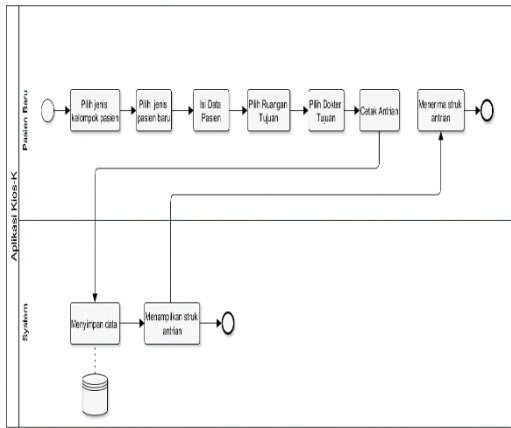 Aplikasi Kios-K
Pasian Baru
Pilih jenis
kelompok pasien
Pilih jenis
pasien baru
Isi Data
Pasien
Pilih Ruangan
Tujuan
Pilih Dokter
Tujuan
Cetak Antrian
Menerima struk
antrian
System
Menyimpan data
Menampilkan struk
antrian